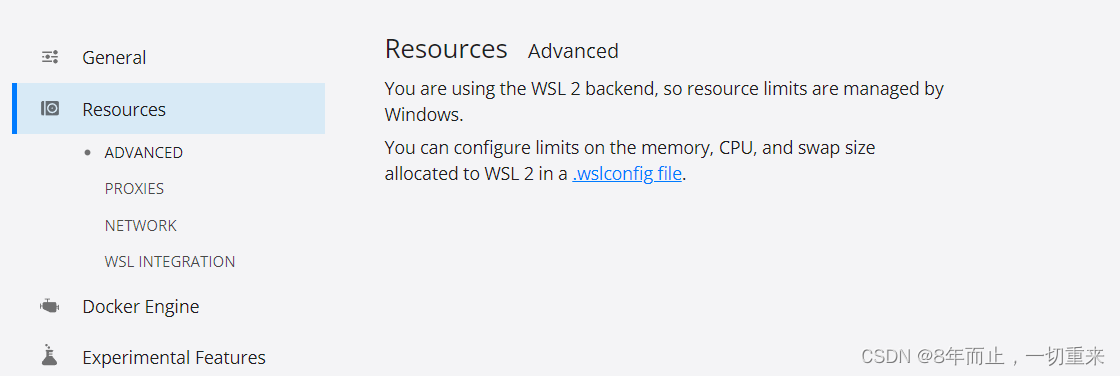 General
Resources
ADVANCED
PROXIES
NETWORK
WSL INTEGRATION
Docker Engine
Experimental Features
Resources Advanced
You are using the WSL 2 backend, so resource limits are managed by
Windows.
You can configure limits on the memory, CPU, and swap size
allocated to WSL 2 in a .wslconfig file.
CSDN @8年而止，一切重来